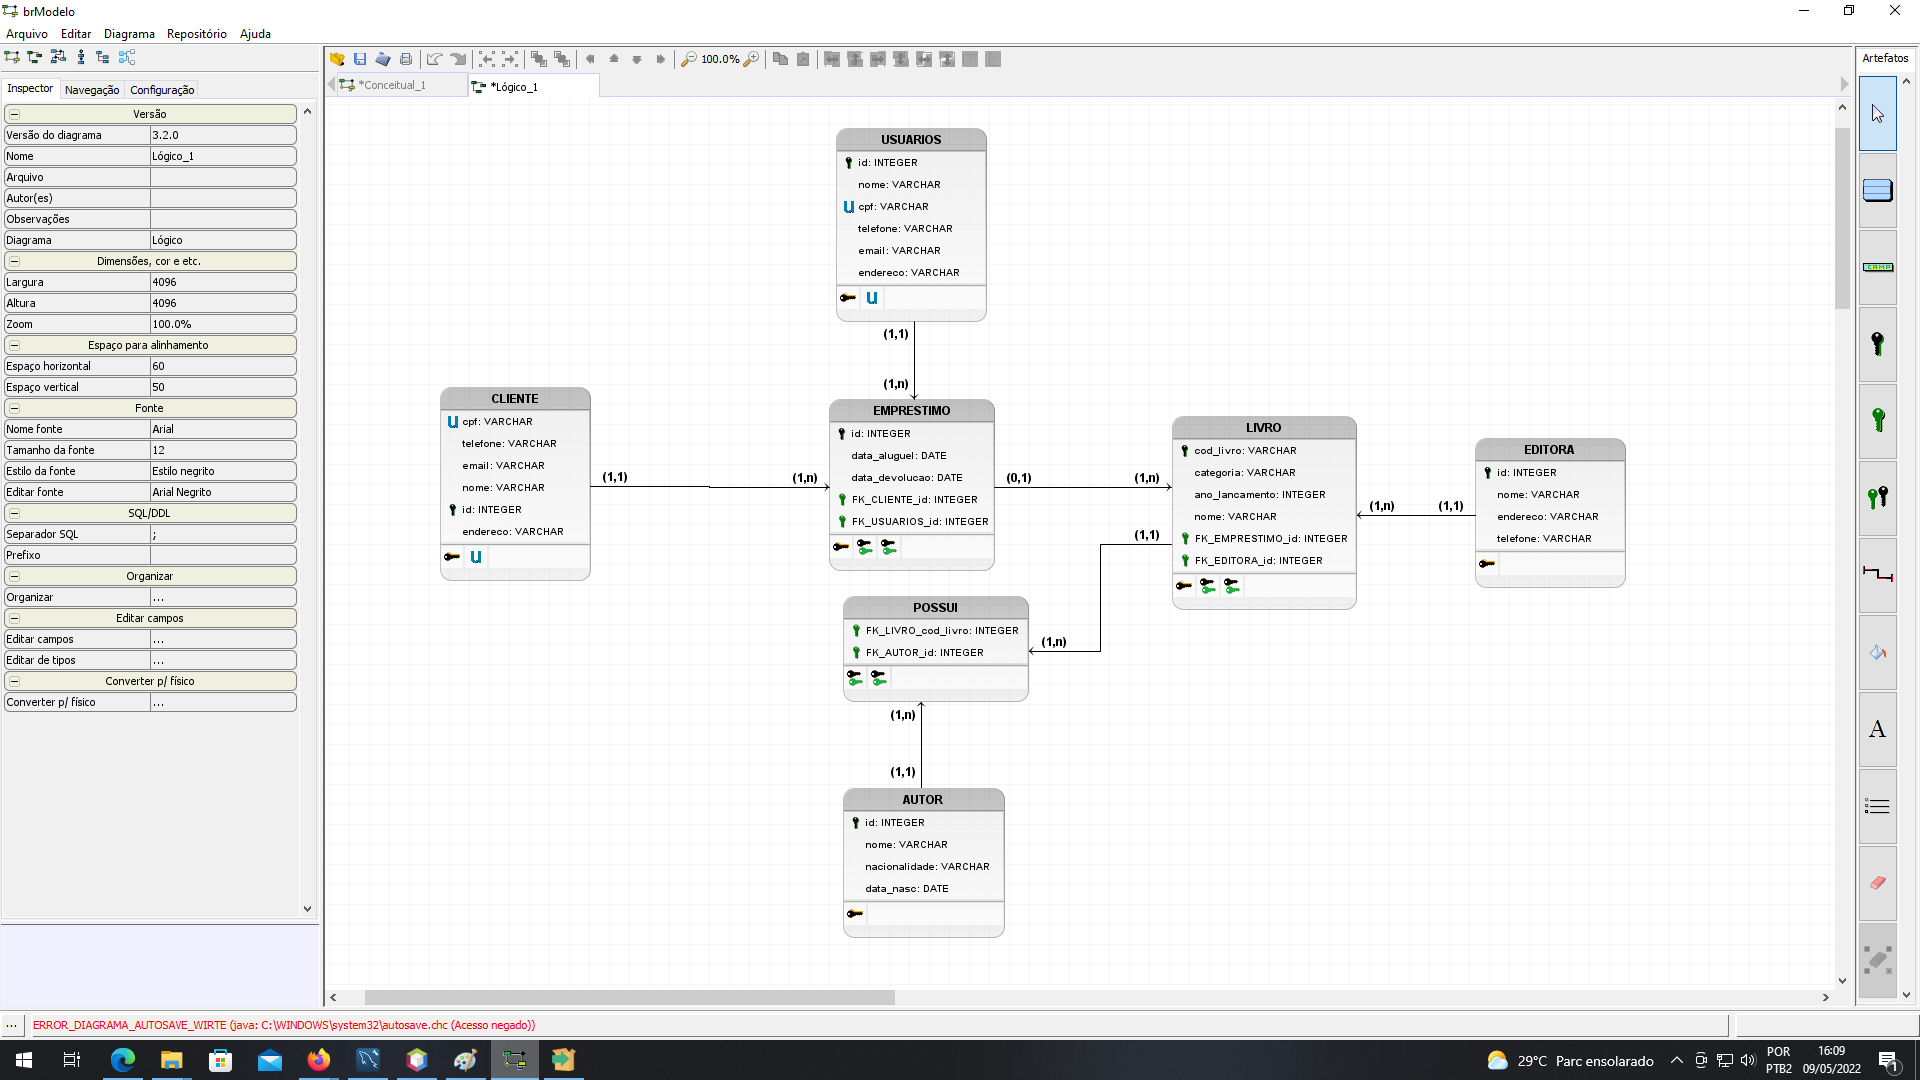 brModelo
Arquivo Editar Diagrama Repositório Ajuda
100.0%
Artefatos
Inspector Navegação Configuração
*Conceitual_1 *Lógico_1
Versão
Versão do diagrama 3.2.0
Nome Lógico_1
Arquivo
Autor(es)
Observações
Diagrama Lógico
Dimensões, cor e etc.
Largura 4096
Altura 4096
Zoom 100.0%
Espaço para alinhamento
Espaço horizontal 60
Espaço vertical 50
Fonte
Nome fonte Arial
Tamanho da fonte 12
Estilo da fonte Estilo negrito
Editar fonte Arial Negrito
SQL/DDL
Separador SQL ;
Prefixo
Organizar
Organizar ...
Editar campos
Editar campos ...
Editar de tipos ...
Converter p/ físico
Converter p/ físico ...
USUARIOS
id: INTEGER
nome: VARCHAR
U cpf: VARCHAR
telefone: VARCHAR
email: VARCHAR
endereco: VARCHAR
U
(1,1)
(1,n)
CLIENTE
U cpf: VARCHAR
telefone: VARCHAR
email: VARCHAR
nome: VARCHAR
id: INTEGER
endereco: VARCHAR
U
(1,1) (1,n)
EMPRESTIMO
id: INTEGER
data_aluguel: DATE
data_devolucao: DATE
FK_CLIENTE_id: INTEGER
FK_USUARIOS_id: INTEGER
(0,1) (1,n)
LIVRO
cod_livro: VARCHAR
categoria: VARCHAR
ano_lancamento: INTEGER
nome: VARCHAR
FK_EMPRESTIMO_id: INTEGER
FK_EDITORA_id: INTEGER
(1,n) (1,1)
EDITORA
id: INTEGER
nome: VARCHAR
endereco: VARCHAR
telefone: VARCHAR
(1,1)
(1,n)
POSSUI
FK_LIVRO_cod_livro: INTEGER
FK_AUTOR_id: INTEGER
(1,n)
(1,1)
AUTOR
id: INTEGER
nome: VARCHAR
nacionalidade: VARCHAR
data_nasc: DATE
CAMP
A
... ERROR_DIAGRAMA_AUTOSAVE_WIRTE (java: C:\WINDOWS\system32\autosave.chc (Acesso negado))
29°C Parc ensolarado
POR
PTB2
16:09
09/05/2022
1